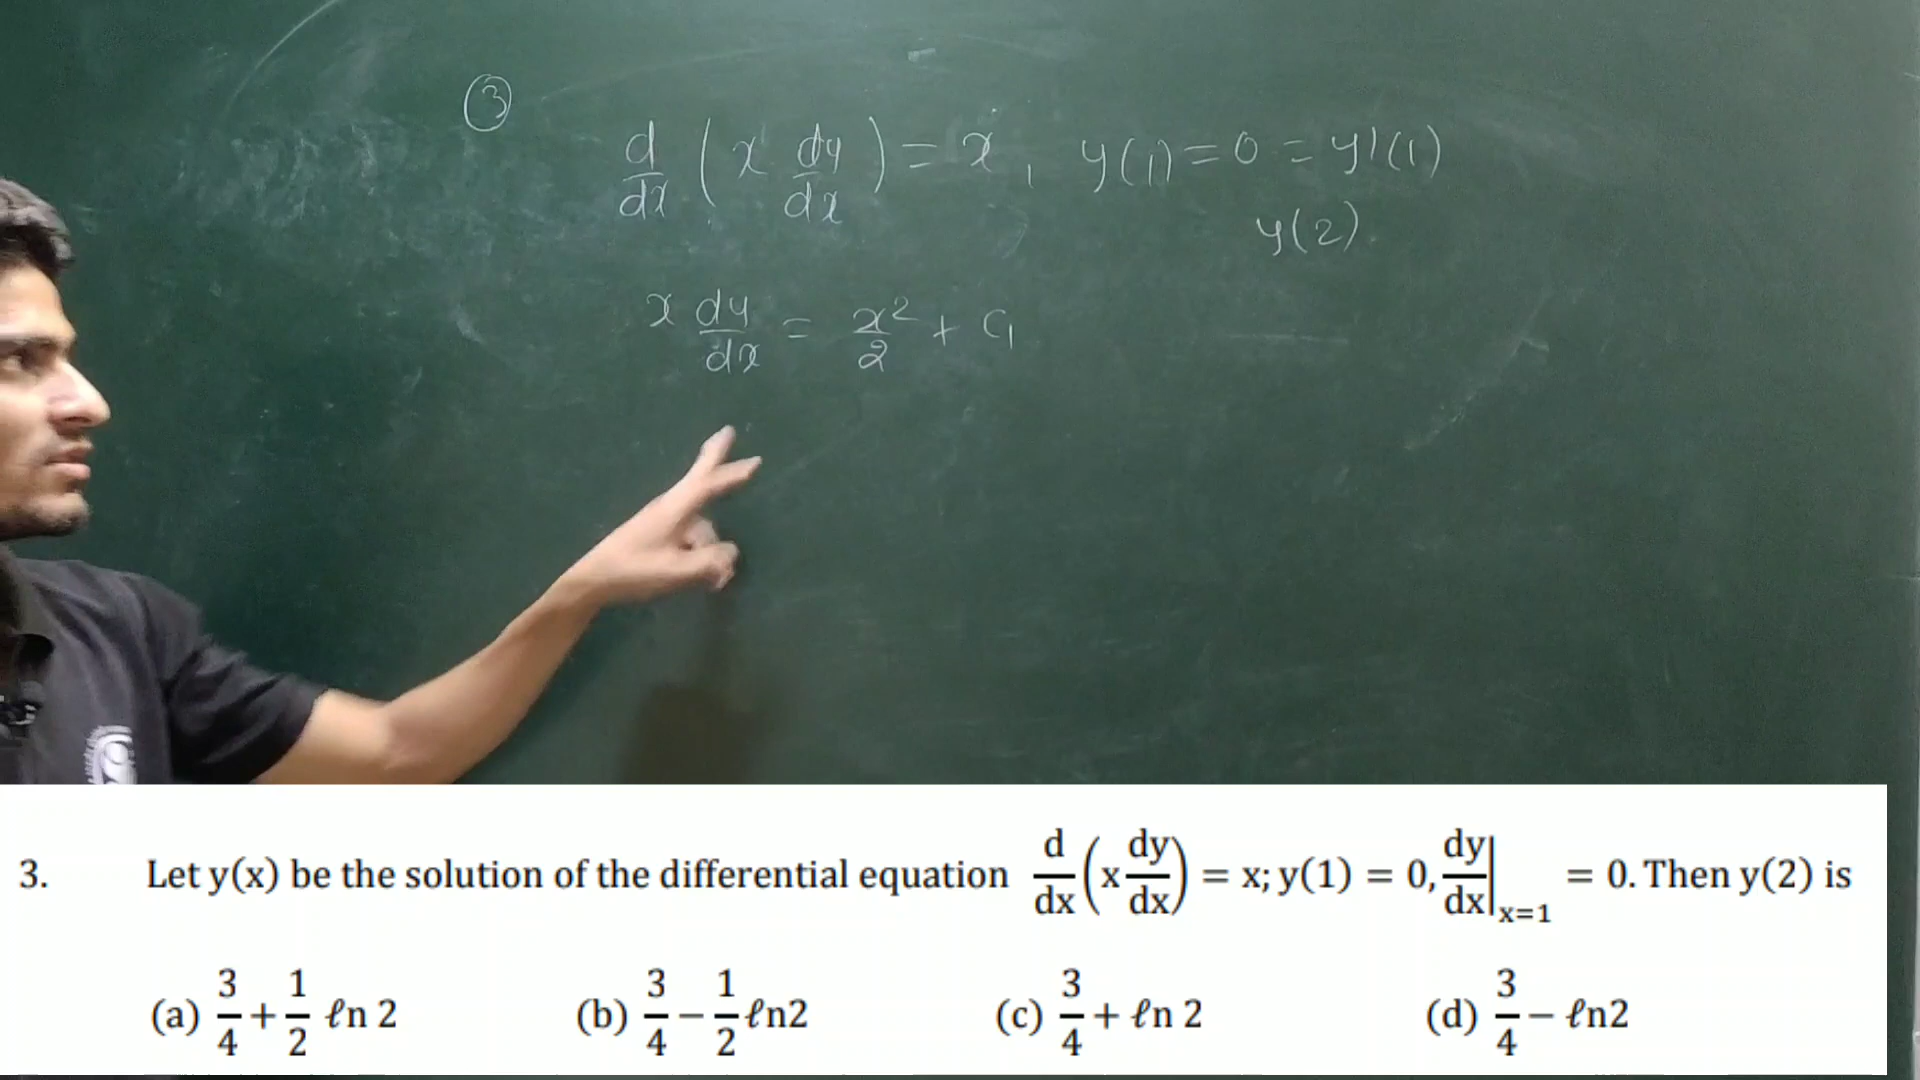 ③
d/dx (x dy/dx) = x, y(1) = 0 = y'(1)
y(2)
x dy/dx = x²/2 + C₁
3. Let y(x) be the solution of the differential equation d/dx (x dy/dx) = x; y(1) = 0, dy/dx|ₓ₌₁ = 0. Then y(2) is
(a) 3/4 + 1/2 ℓn 2 (b) 3/4 − 1/2 ℓn2 (c) 3/4 + ℓn 2 (d) 3/4 − ℓn2